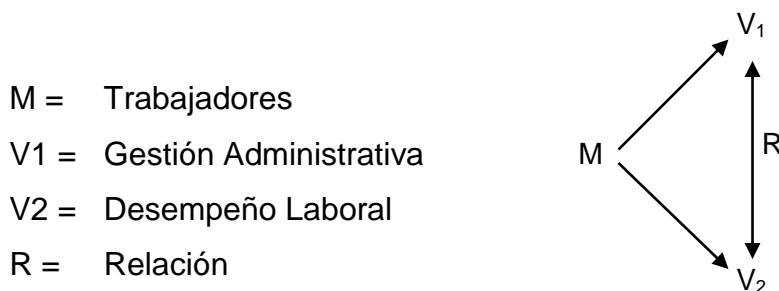 V₁
M = Trabajadores
V1 = Gestión Administrativa
M
R
V2 = Desempeño Laboral
R = Relación
V₂